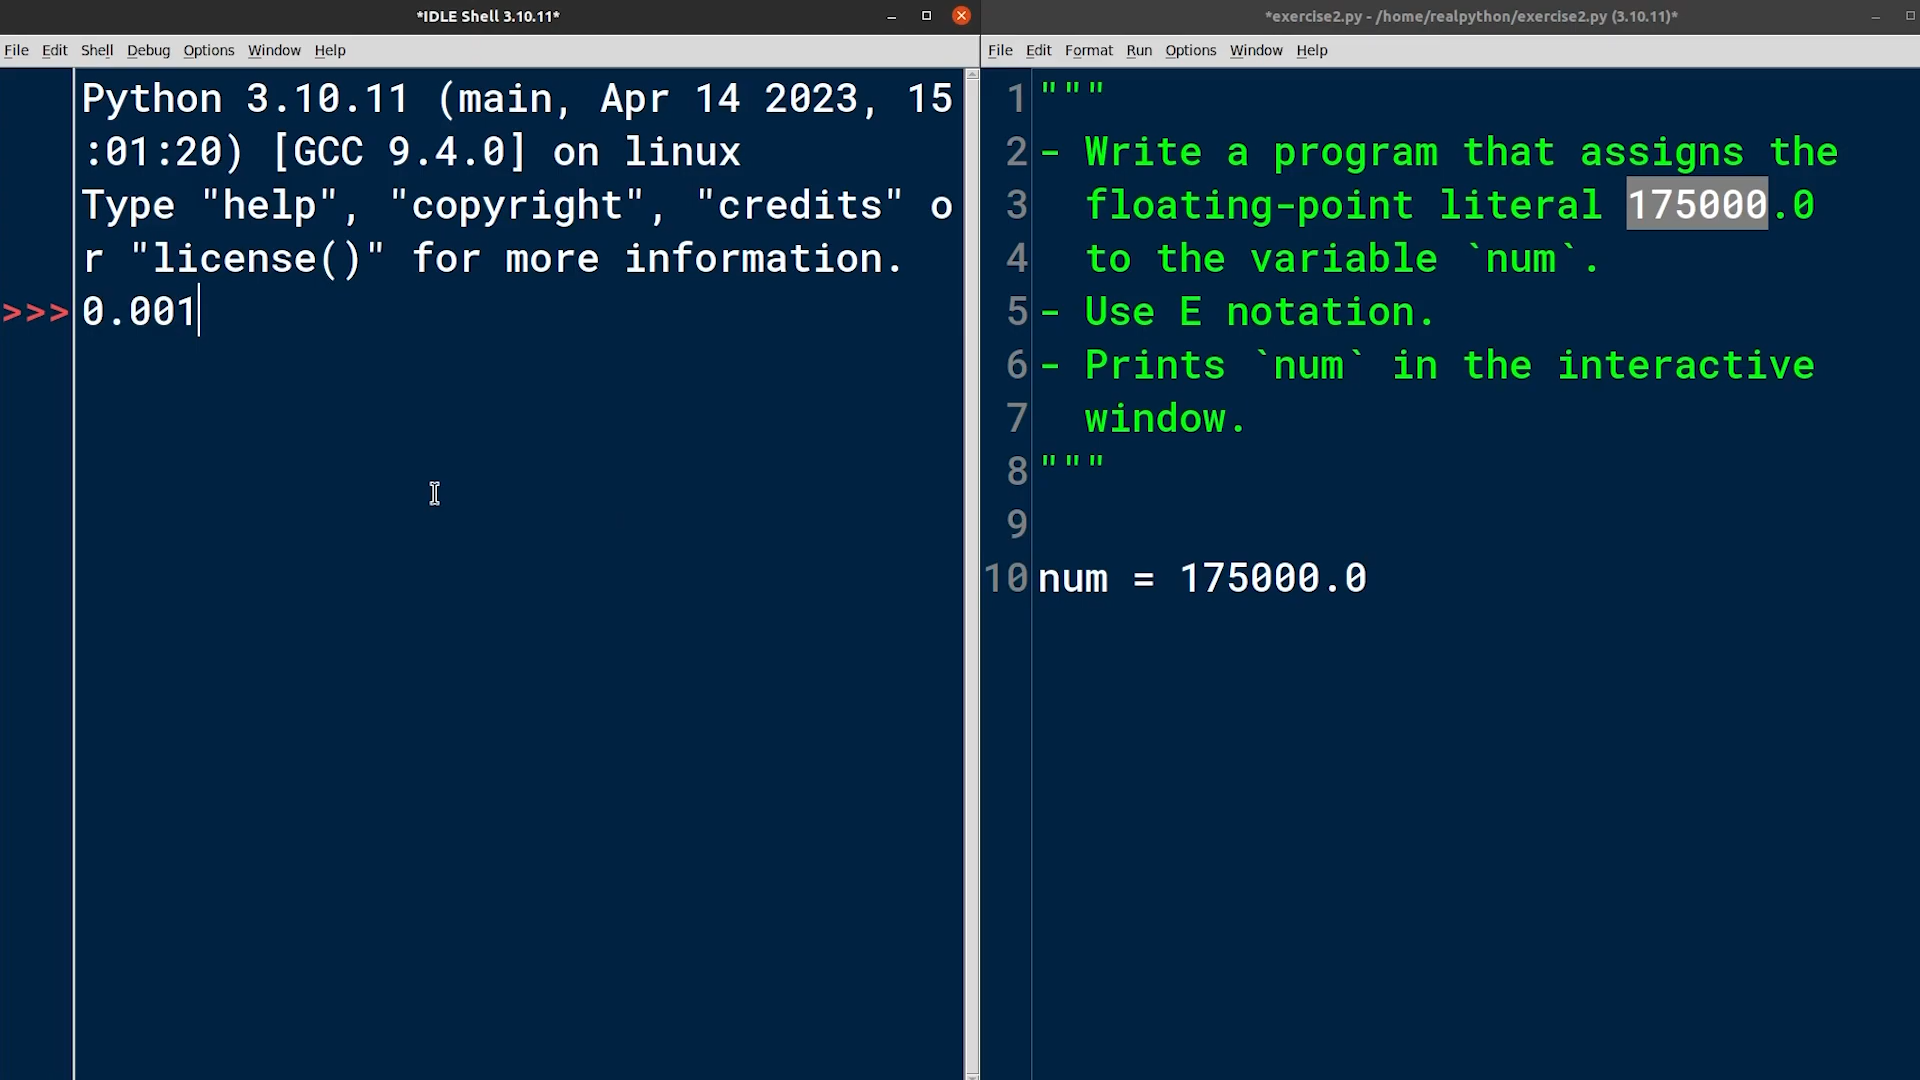 *IDLE Shell 3.10.11*
File Edit Shell Debug Options Window Help
Python 3.10.11 (main, Apr 14 2023, 15
:01:20) [GCC 9.4.0] on linux
Type "help", "copyright", "credits" o
r "license()" for more information.
>>> 0.001
*exercise2.py - /home/realpython/exercise2.py (3.10.11)*
File Edit Format Run Options Window Help
1 """
2 - Write a program that assigns the
3 floating-point literal 175000.0
4 to the variable `num`.
5 - Use E notation.
6 - Prints `num` in the interactive
7 window.
8 """
9
10 num = 175000.0